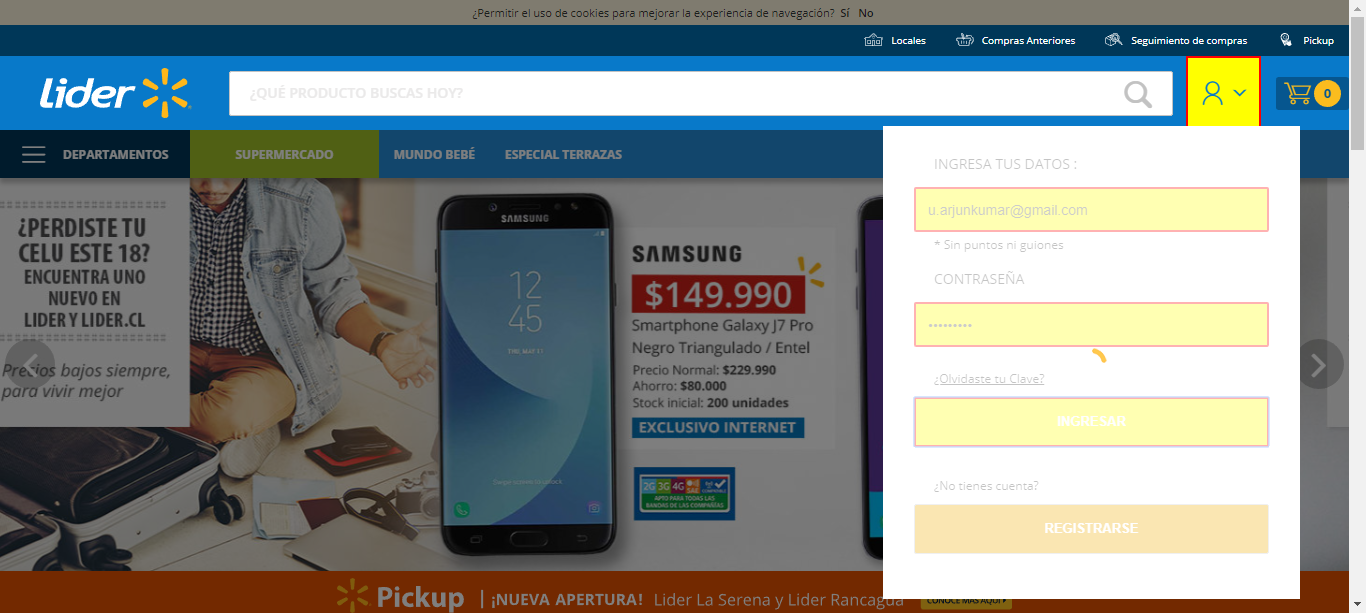 ¿Permitir el uso de cookies para mejorar la experiencia de navegación? Sí No
Locales Compras Anteriores Seguimiento de compras Pickup
Lider ¿QUÉ PRODUCTO BUSCAS HOY? 0
DEPARTAMENTOS SUPERMERCADO MUNDO BEBÉ ESPECIAL TERRAZAS
¿PERDISTE TU
CELU ESTE 18?
ENCUENTRA UNO
NUEVO EN
LIDER Y LIDER.CL
Precios bajos siempre,
para vivir mejor
SAMSUNG
12
45
SAMSUNG
$149.990
Smartphone Galaxy J7 Pro
Negro Triangulado / Entel
Precio Normal: $229.990
Ahorro: $80.000
Stock inicial: 200 unidades
EXCLUSIVO INTERNET
2G 3G 4G SAE
APTO PARA TODAS LAS
BANDAS DE LAS COMPAÑÍAS
INGRESA TUS DATOS :
u.arjunkumar@gmail.com
* Sin puntos ni guiones
CONTRASEÑA
¿Olvidaste tu Clave?
INGRESAR
¿No tienes cuenta?
REGISTRARSE
Pickup | ¡NUEVA APERTURA! Lider La Serena y Lider Rancagua CONOCE MÁS AQUÍ